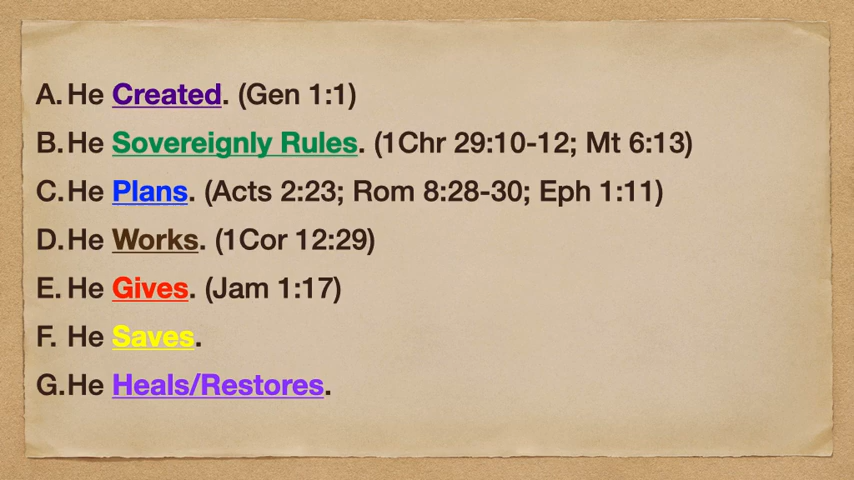 A. He Created. (Gen 1:1)
B. He Sovereignly Rules. (1Chr 29:10-12; Mt 6:13)
C. He Plans. (Acts 2:23; Rom 8:28-30; Eph 1:11)
D. He Works. (1Cor 12:29)
E. He Gives. (Jam 1:17)
F. He Saves.
G. He Heals/Restores.